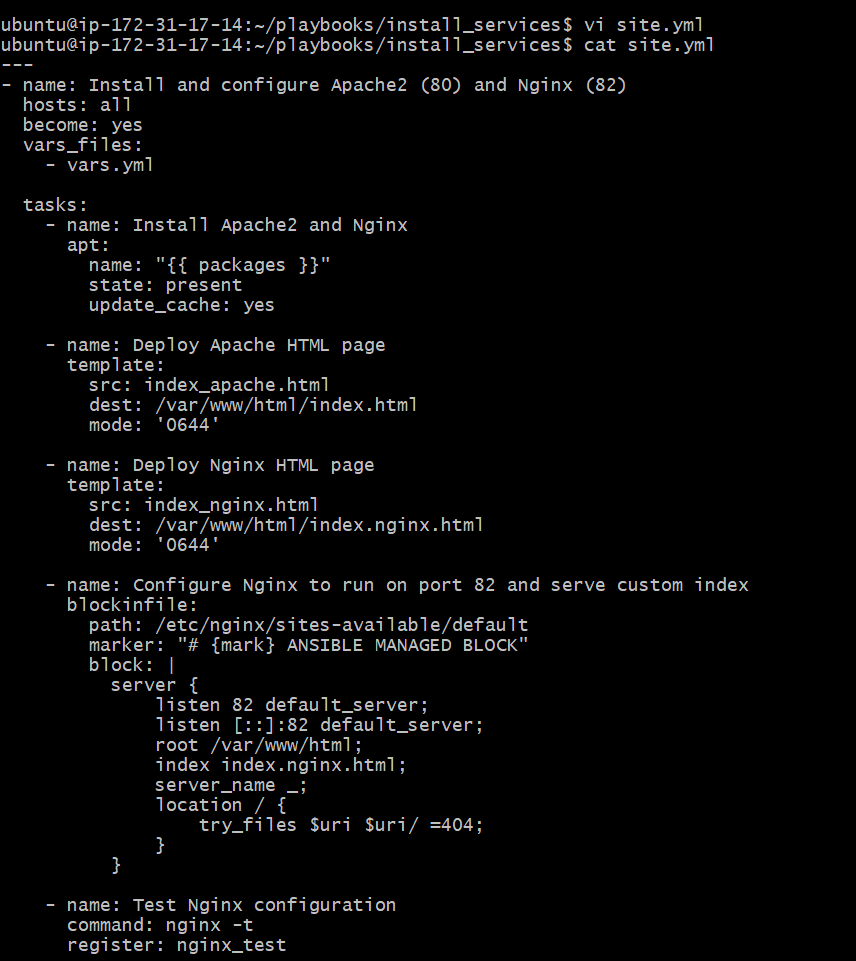 ubuntu@ip-172-31-17-14:~/playbooks/install_services$ vi site.yml
ubuntu@ip-172-31-17-14:~/playbooks/install_services$ cat site.yml
---
- name: Install and configure Apache2 (80) and Nginx (82)
  hosts: all
  become: yes
  vars_files:
    - vars.yml

  tasks:
    - name: Install Apache2 and Nginx
      apt:
        name: "{{ packages }}"
        state: present
        update_cache: yes

    - name: Deploy Apache HTML page
      template:
        src: index_apache.html
        dest: /var/www/html/index.html
        mode: '0644'

    - name: Deploy Nginx HTML page
      template:
        src: index_nginx.html
        dest: /var/www/html/index.nginx.html
        mode: '0644'

    - name: Configure Nginx to run on port 82 and serve custom index
      blockinfile:
        path: /etc/nginx/sites-available/default
        marker: "# {mark} ANSIBLE MANAGED BLOCK"
        block: |
          server {
              listen 82 default_server;
              listen [::]:82 default_server;
              root /var/www/html;
              index index.nginx.html;
              server_name _;
              location / {
                  try_files $uri $uri/ =404;
              }
          }

    - name: Test Nginx configuration
      command: nginx -t
      register: nginx_test